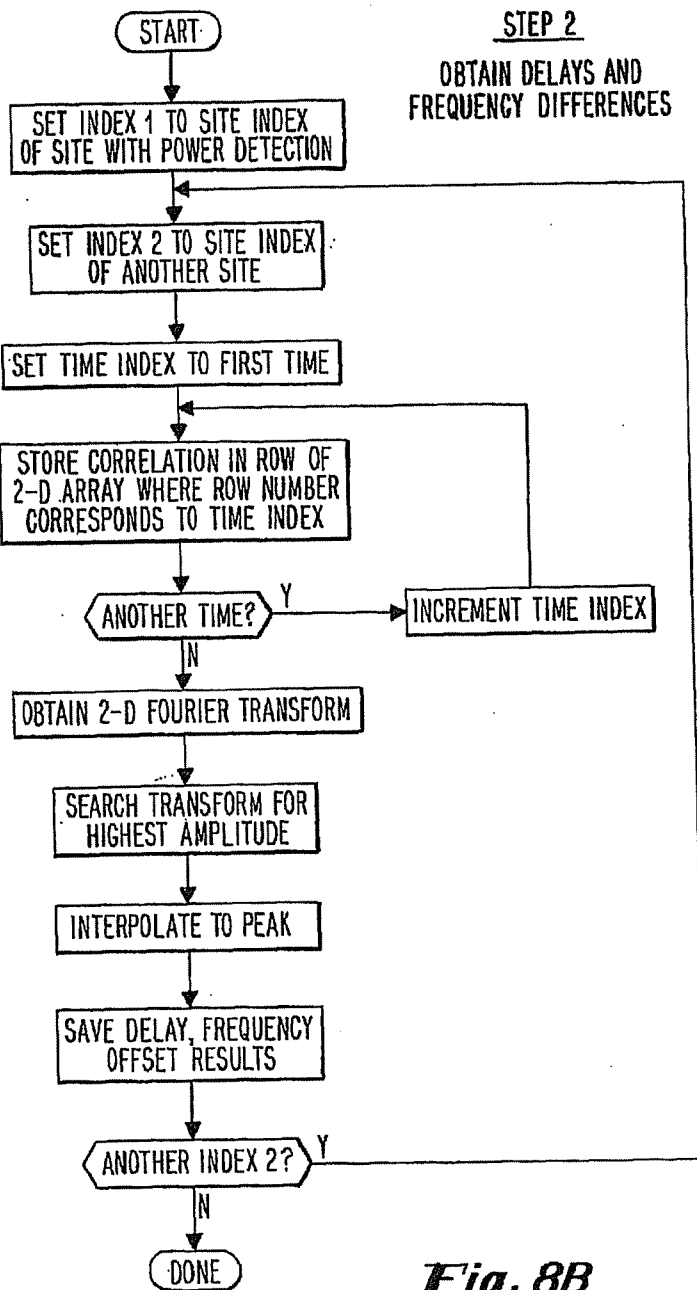 START
STEP 2
OBTAIN DELAYS AND
FREQUENCY DIFFERENCES
SET INDEX 1 TO SITE INDEX
OF SITE WITH POWER DETECTION
SET INDEX 2 TO SITE INDEX
OF ANOTHER SITE
SET TIME INDEX TO FIRST TIME
STORE CORRELATION IN ROW OF
2-D ARRAY WHERE ROW NUMBER
CORRESPONDS TO TIME INDEX
ANOTHER TIME?
Y
INCREMENT TIME INDEX
N
OBTAIN 2-D FOURIER TRANSFORM
SEARCH TRANSFORM FOR
HIGHEST AMPLITUDE
INTERPOLATE TO PEAK
SAVE DELAY, FREQUENCY
OFFSET RESULTS
ANOTHER INDEX 2?
Y
N
DONE
Fig. 8B